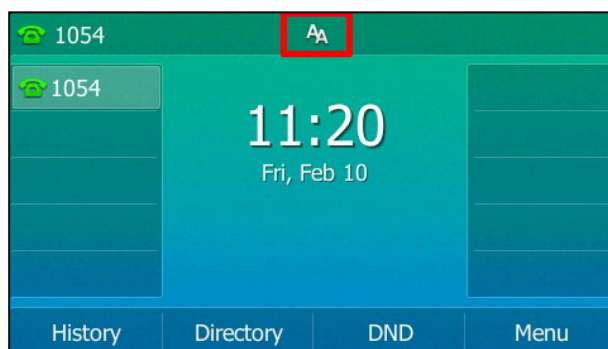 1054
AA
1054
11:20
Fri, Feb 10
History
Directory
DND
Menu